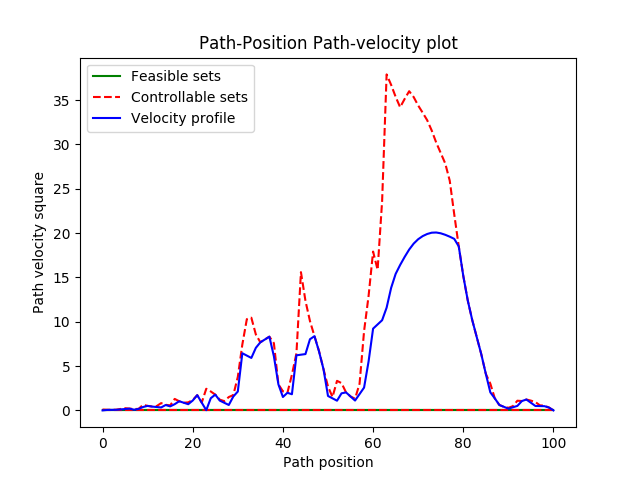 Path-Position Path-velocity plot
Feasible sets
Controllable sets
Velocity profile
Path velocity square
35
30
25
20
15
10
5
0
0 20 40 60 80 100
Path position